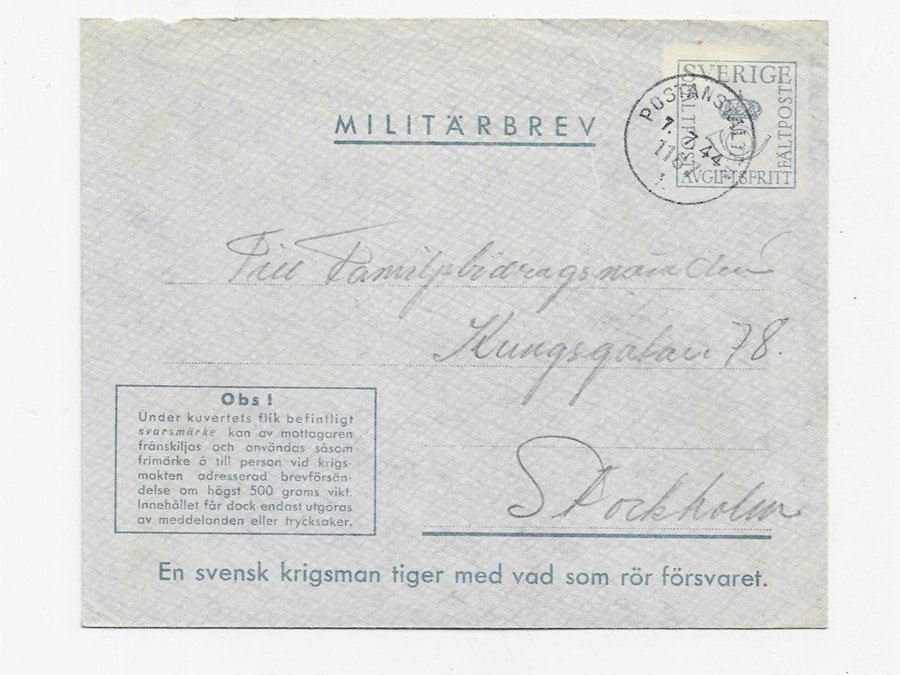 MILITÄRBREV
SVERIGE
FÄLTPOST
FÄLTPOST
AVGIFTSFRITT
POSTANSTALT
7. 7. 44
Till Familjebidragsnämnden
Kungsgatan 78.
Stockholm
Obs !
Under kuvertets flik befintligt
svarsmärke kan av mottagaren
frånskiljas och användas såsom
frimärke å till person vid krigs-
makten adresserad brevförsän-
delse om högst 500 grams vikt.
Innehållet får dock endast utgöras
av meddelanden eller trycksaker.
En svensk krigsman tiger med vad som rör försvaret.